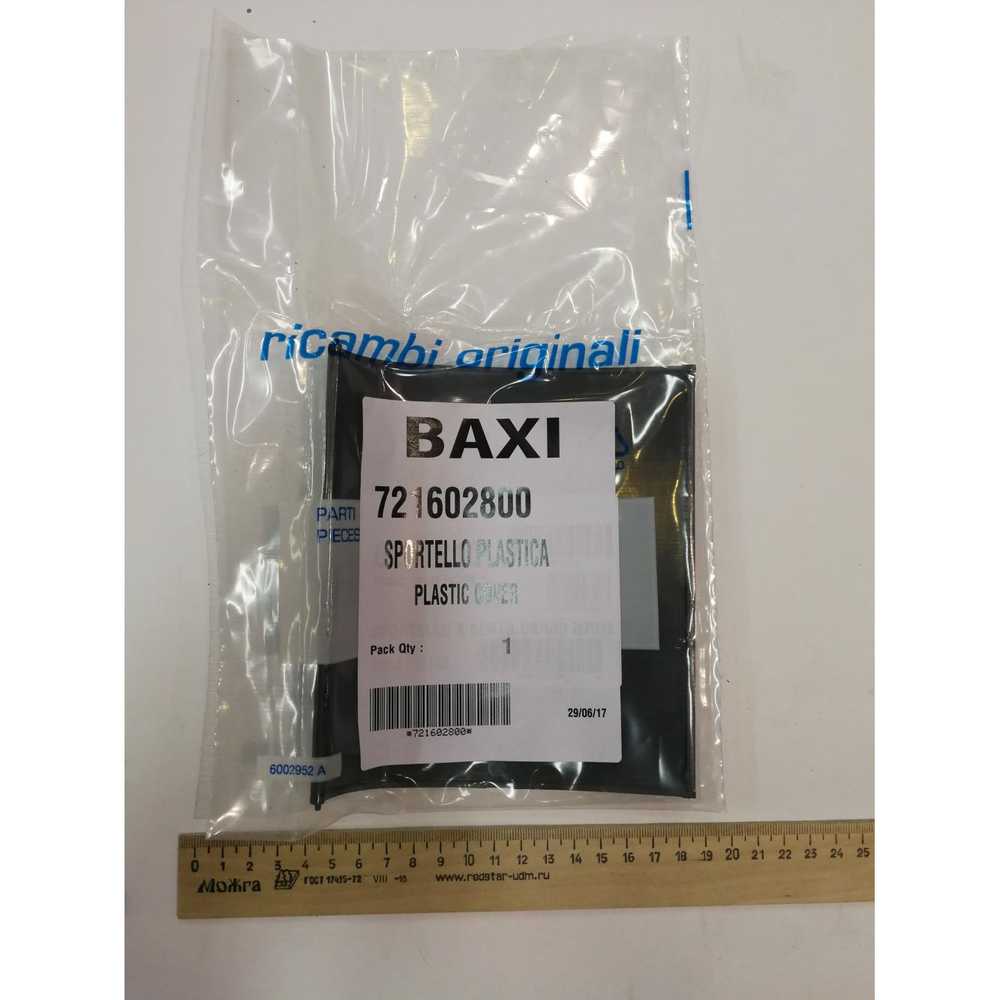 ricambi originali
BAXI
721602800
PARTI
PIECES
SPORTELLO PLASTICA
PLASTIC COVER
Pack Qty : 1
29/06/17
*721602800*
6002952 A
0 1 2 3 4 5 6 7 8 9 10 11 12 13 14 15 16 17 18 19 20 21 22 23 24 25
Можга ГОСТ 17435-72 VIII -10 www.redstar-udm.ru